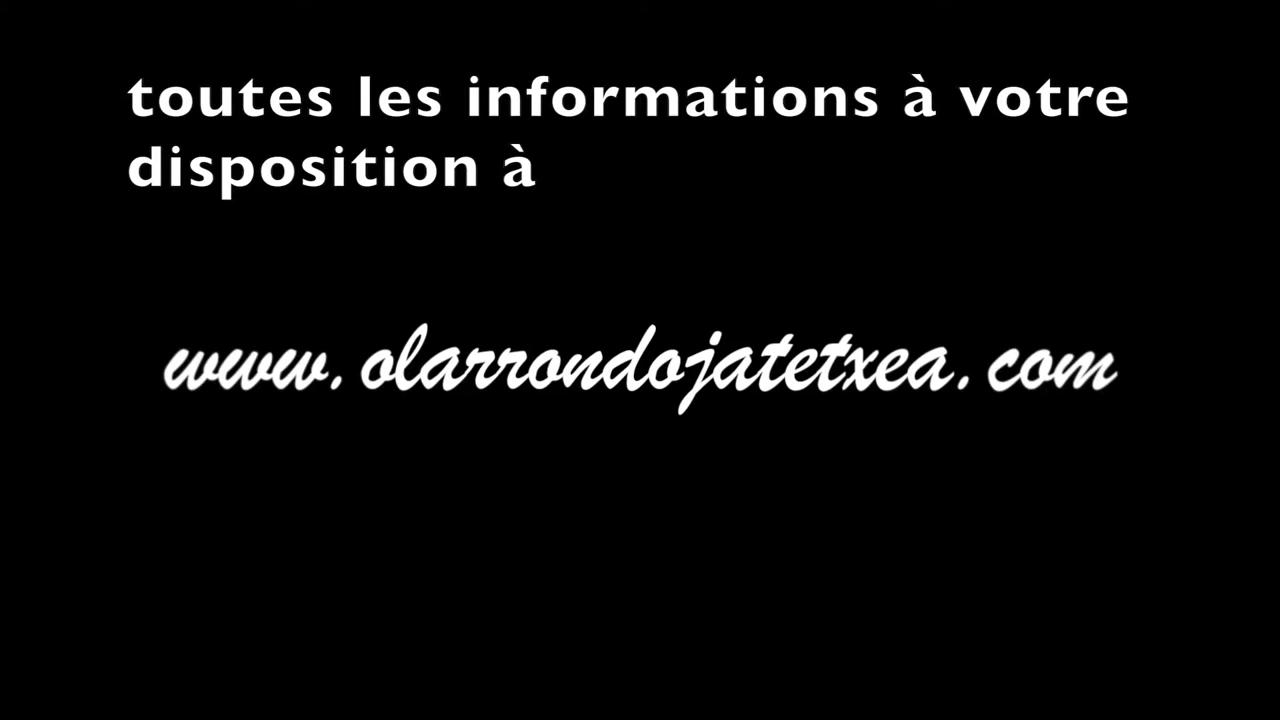 toutes les informations à votre
disposition à
www.olarrondojatetxea.com